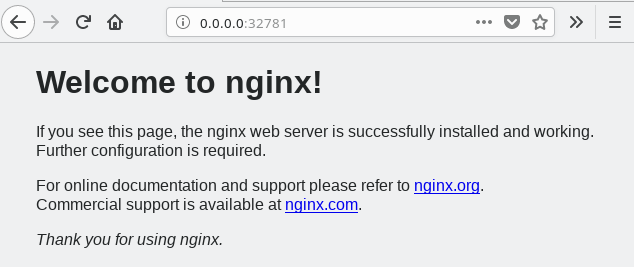 0.0.0.0:32781
Welcome to nginx!
If you see this page, the nginx web server is successfully installed and working.
Further configuration is required.
For online documentation and support please refer to nginx.org.
Commercial support is available at nginx.com.
Thank you for using nginx.